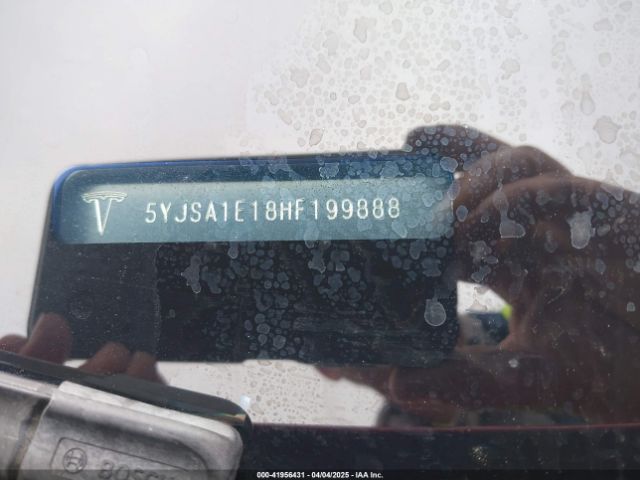 5YJSA1E18HF199888
BOSCH
000-41956431 - 04/04/2025 - IAA Inc.